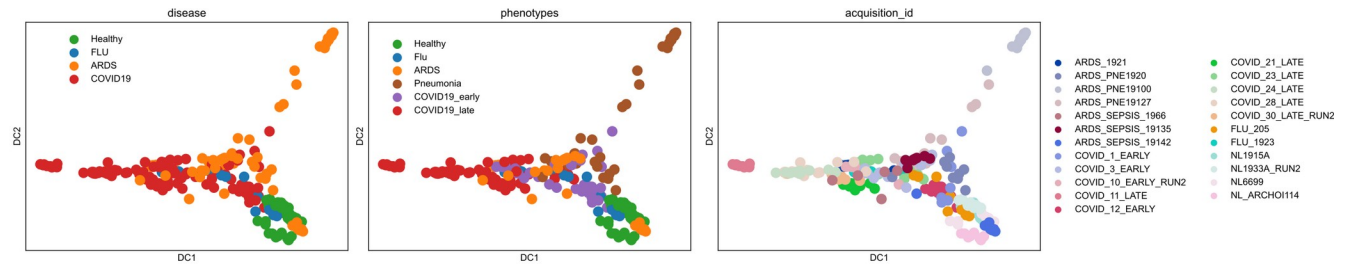 disease
Healthy
FLU
ARDS
COVID19
DC2
DC1
phenotypes
Healthy
Flu
ARDS
Pneumonia
COVID19_early
COVID19_late
DC2
DC1
acquisition_id
DC2
DC1
ARDS_1921
ARDS_PNE1920
ARDS_PNE19100
ARDS_PNE19127
ARDS_SEPSIS_1966
ARDS_SEPSIS_19135
ARDS_SEPSIS_19142
COVID_1_EARLY
COVID_3_EARLY
COVID_10_EARLY_RUN2
COVID_11_LATE
COVID_12_EARLY
COVID_21_LATE
COVID_23_LATE
COVID_24_LATE
COVID_28_LATE
COVID_30_LATE_RUN2
FLU_205
FLU_1923
NL1915A
NL1933A_RUN2
NL6699
NL_ARCHOI114